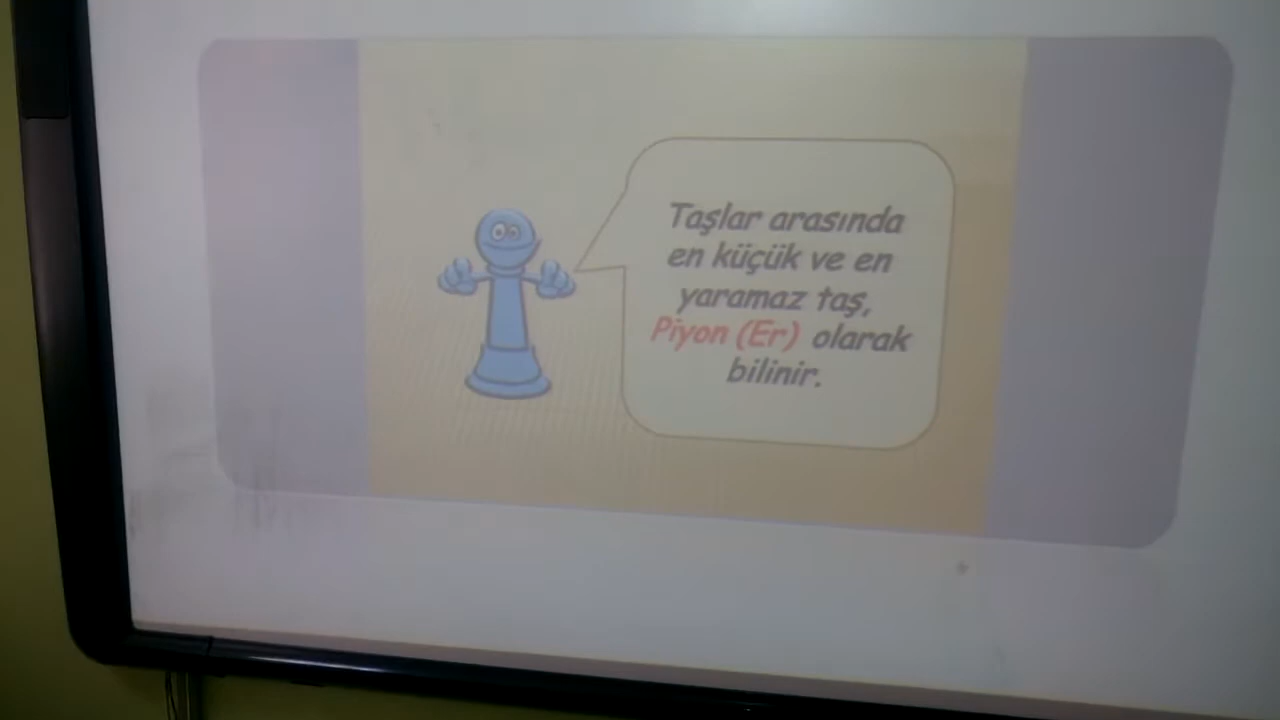 Taşlar arasında
en küçük ve en
yaramaz taş,
Piyon (Er) olarak
bilinir.